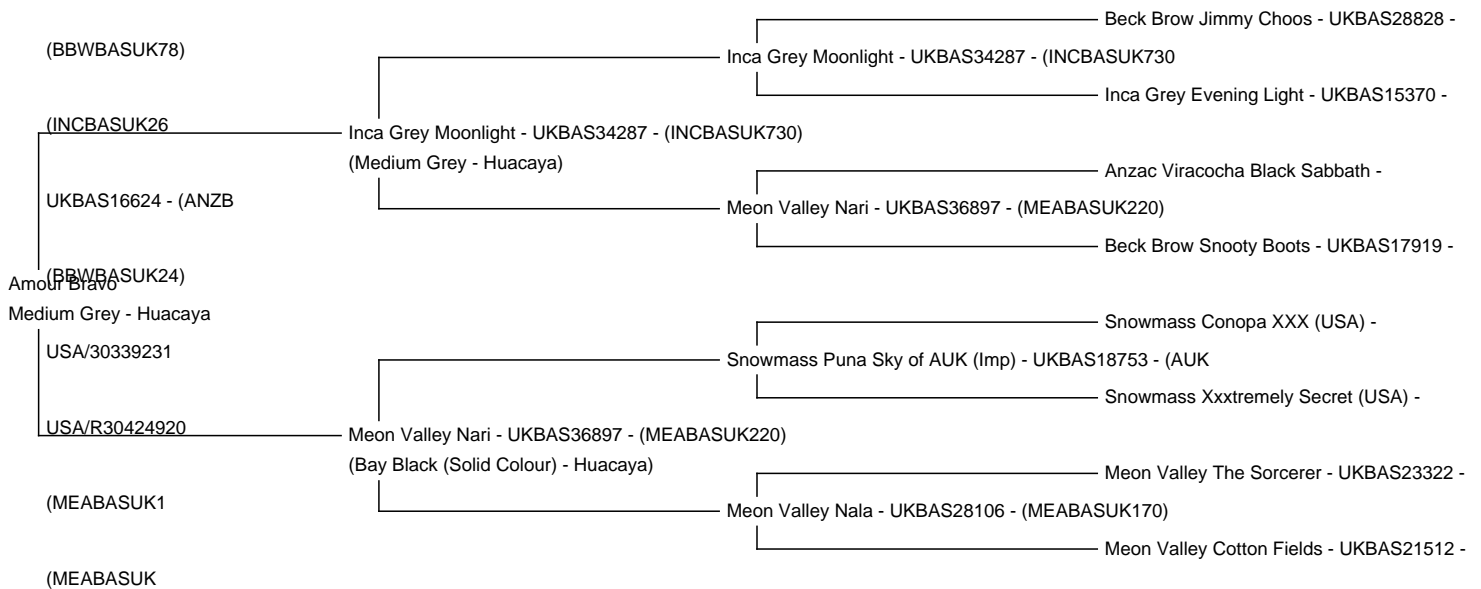 Beck Brow Jimmy Choos - UKBAS28828 -
(BBWBASUK78)
Inca Grey Moonlight - UKBAS34287 - (INCBASUK730
Inca Grey Evening Light - UKBAS15370 -
(INCBASUK26
Inca Grey Moonlight - UKBAS34287 - (INCBASUK730)
(Medium Grey - Huacaya)
Anzac Viracocha Black Sabbath -
UKBAS16624 - (ANZB
Meon Valley Nari - UKBAS36897 - (MEABASUK220)
Beck Brow Snooty Boots - UKBAS17919 -
(BBWBASUK24)
Amour Bravo
Medium Grey - Huacaya
Snowmass Conopa XXX (USA) -
USA/30339231
Snowmass Puna Sky of AUK (Imp) - UKBAS18753 - (AUK
Snowmass Xxxtremely Secret (USA) -
USA/R30424920
Meon Valley Nari - UKBAS36897 - (MEABASUK220)
(Bay Black (Solid Colour) - Huacaya)
Meon Valley The Sorcerer - UKBAS23322 -
(MEABASUK1
Meon Valley Nala - UKBAS28106 - (MEABASUK170)
Meon Valley Cotton Fields - UKBAS21512 -
(MEABASUK